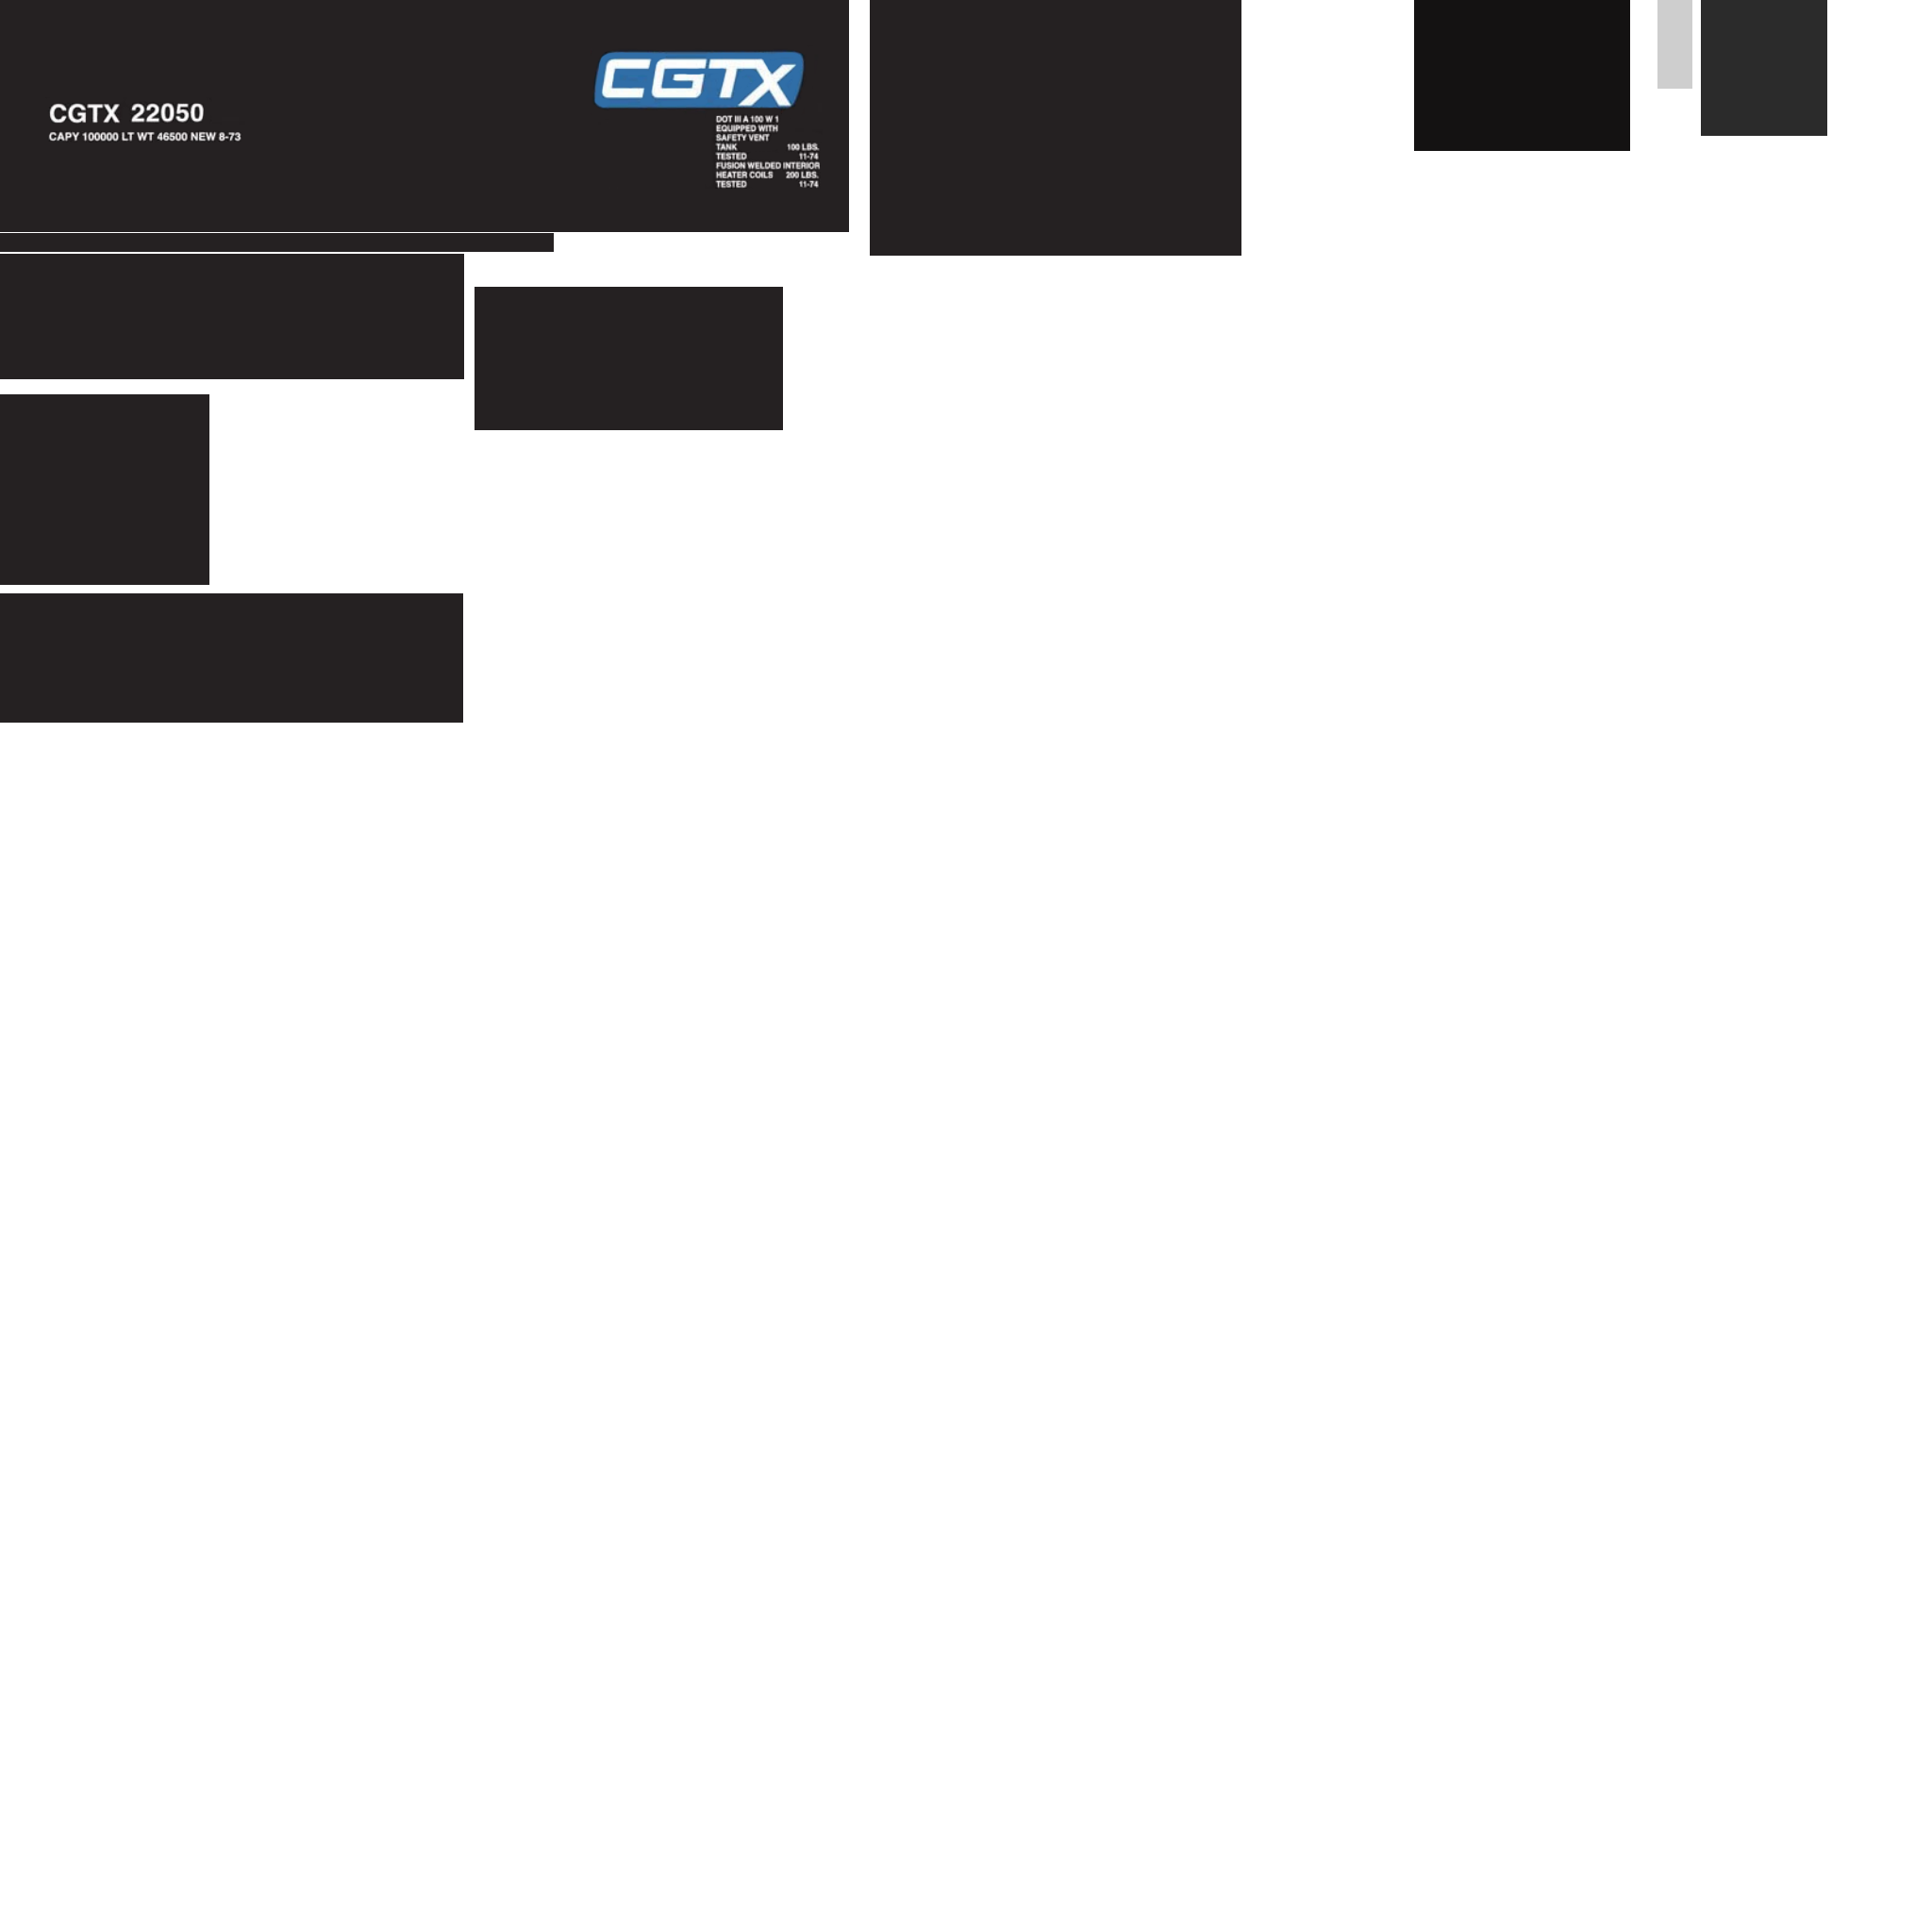 CGTX
CGTX 22050
CAPY 100000 LT WT 46500 NEW 8-73
DOT III A 100 W 1
EQUIPPED WITH
SAFETY VENT
TANK 100 LBS.
TESTED 11-74
FUSION WELDED INTERIOR
HEATER COILS 200 LBS.
TESTED 11-74